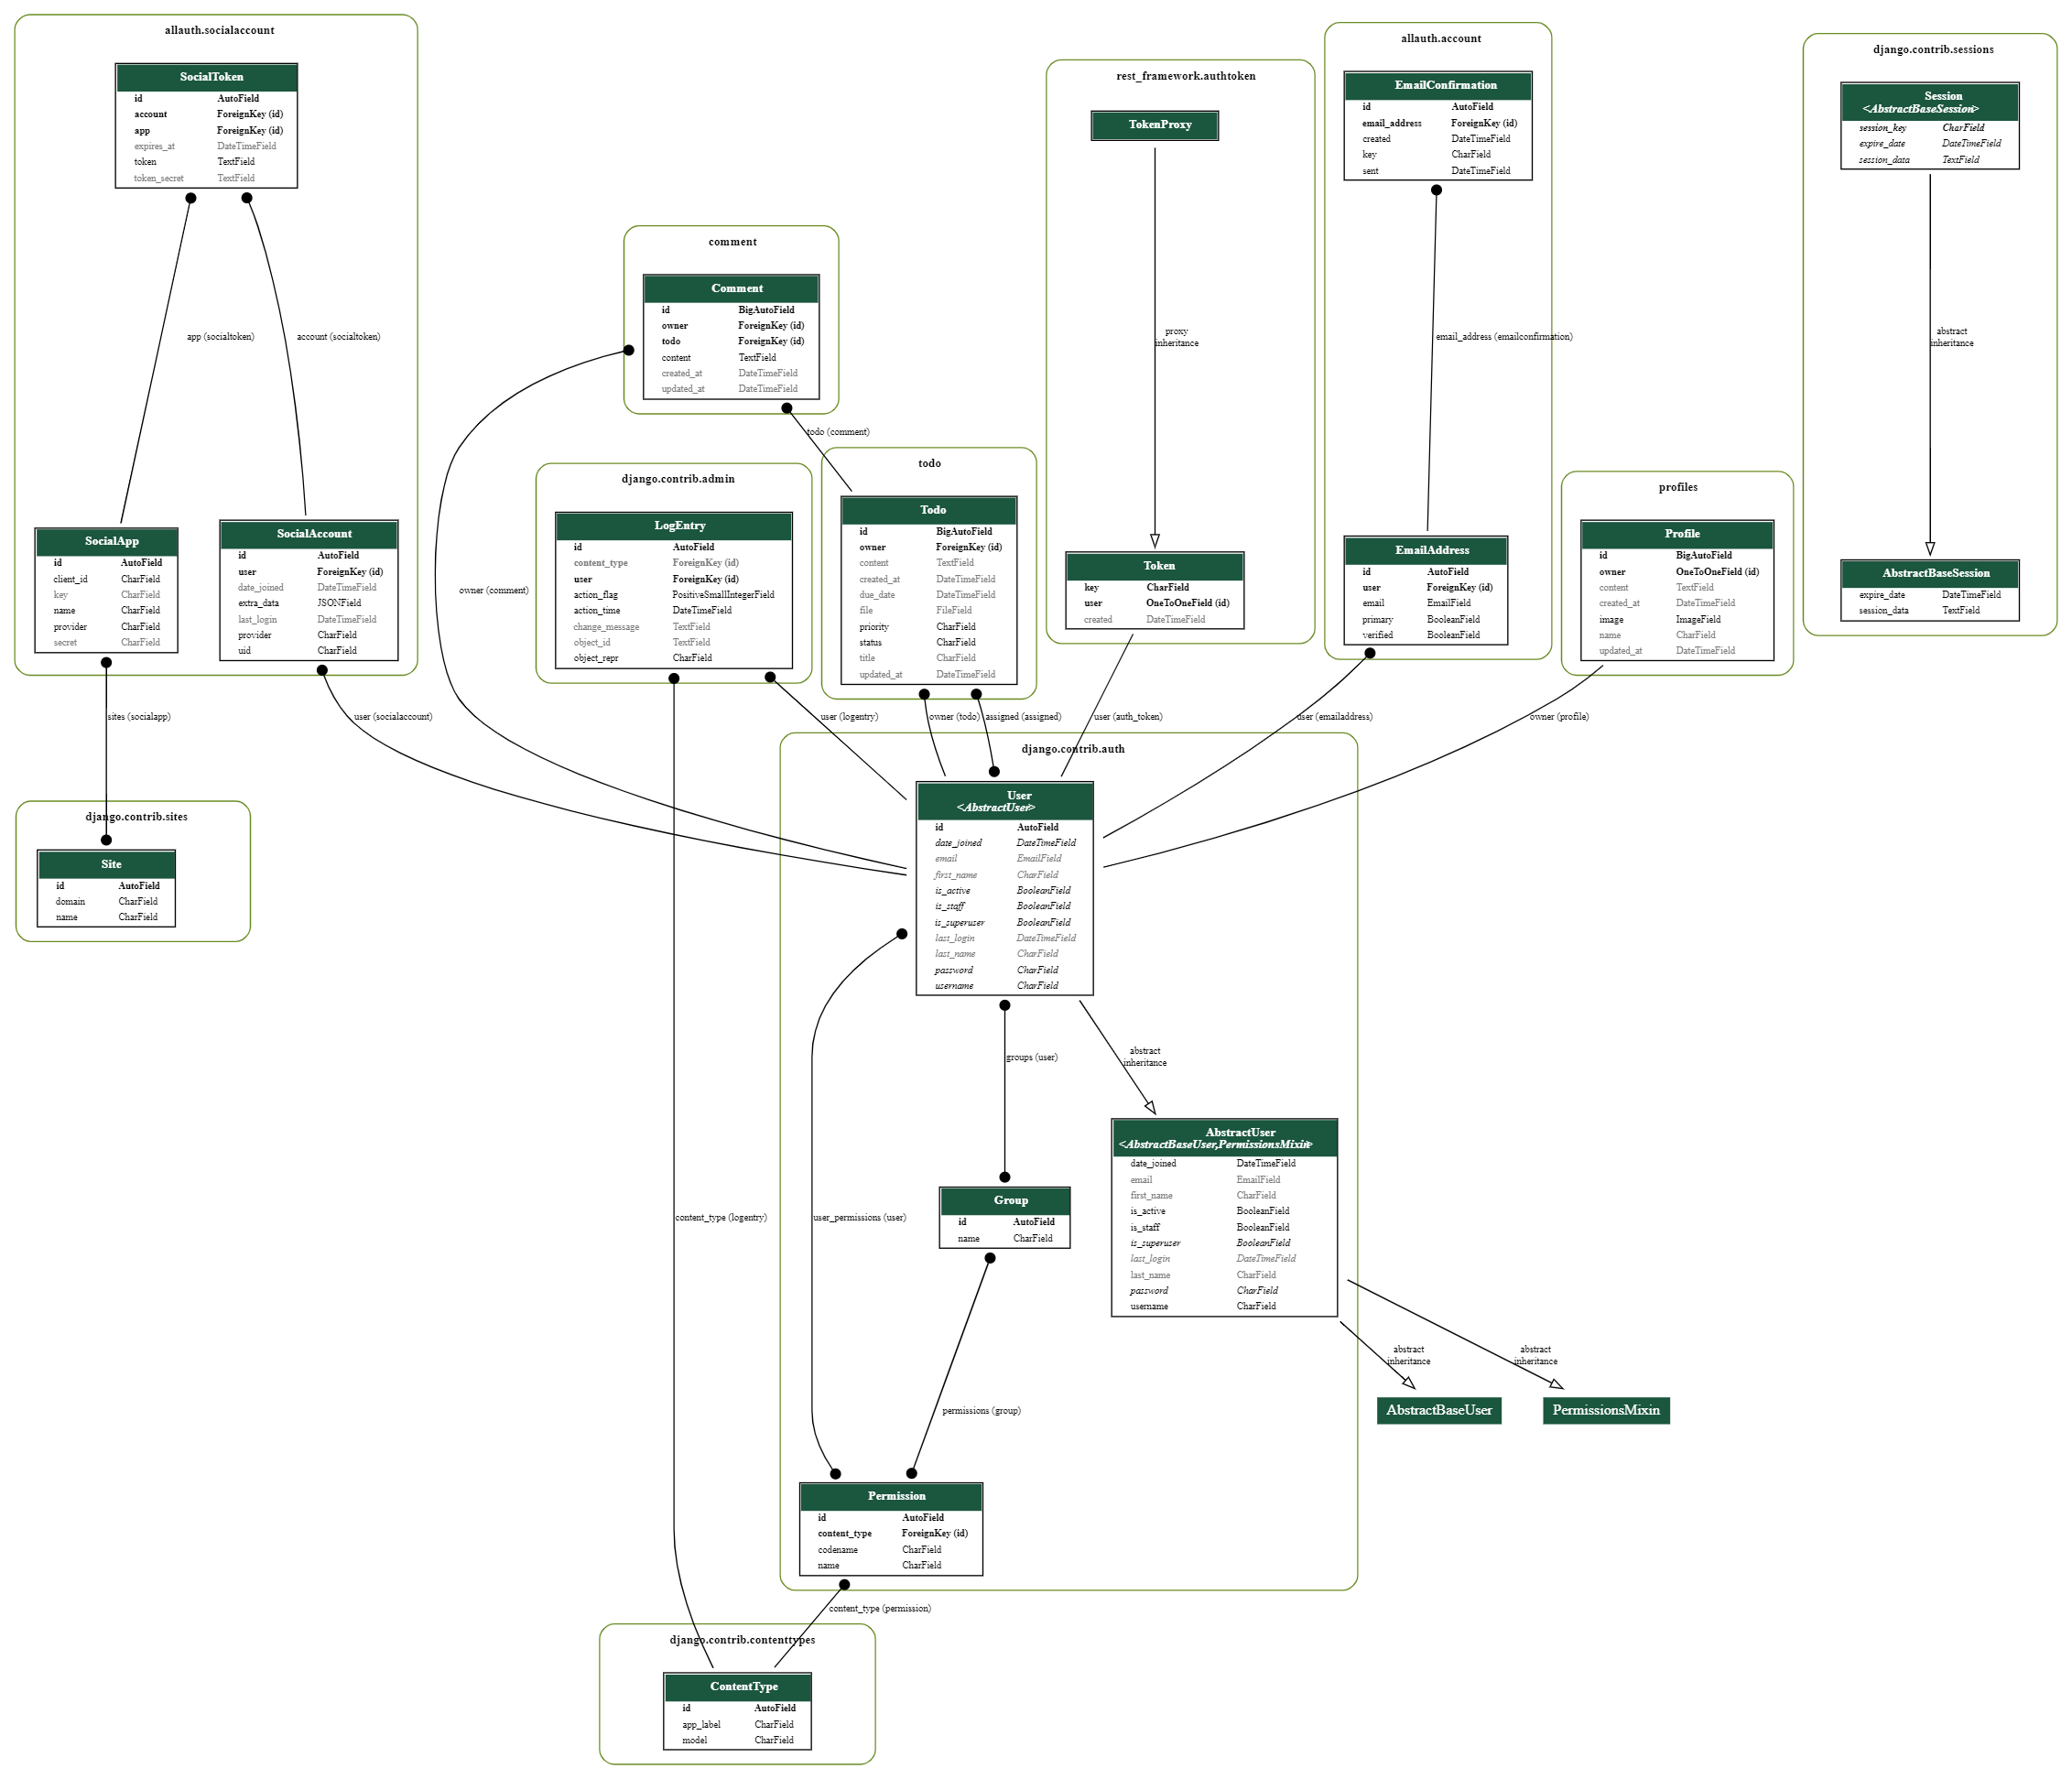 allauth.socialaccount
SocialToken
id AutoField
account ForeignKey (id)
app ForeignKey (id)
expires_at DateTimeField
token TextField
token_secret TextField
app (socialtoken)
account (socialtoken)
SocialApp
id AutoField
client_id CharField
key CharField
name CharField
provider CharField
secret CharField
SocialAccount
id AutoField
user ForeignKey (id)
date_joined DateTimeField
extra_data JSONField
last_login DateTimeField
provider CharField
uid CharField
sites (socialapp)
user (socialaccount)
django.contrib.sites
Site
id AutoField
domain CharField
name CharField
comment
Comment
id BigAutoField
owner ForeignKey (id)
todo ForeignKey (id)
content TextField
created_at DateTimeField
updated_at DateTimeField
todo (comment)
owner (comment)
django.contrib.admin
LogEntry
id AutoField
content_type ForeignKey (id)
user ForeignKey (id)
action_flag PositiveSmallIntegerField
action_time DateTimeField
change_message TextField
object_id TextField
object_repr CharField
todo
Todo
id BigAutoField
owner ForeignKey (id)
content TextField
created_at DateTimeField
due_date DateTimeField
file FileField
priority CharField
status CharField
title CharField
updated_at DateTimeField
user (logentry)
owner (todo)
assigned (assigned)
rest_framework.authtoken
TokenProxy
proxy
inheritance
Token
key CharField
user OneToOneField (id)
created DateTimeField
user (auth_token)
allauth.account
EmailConfirmation
id AutoField
email_address ForeignKey (id)
created DateTimeField
key CharField
sent DateTimeField
email_address (emailconfirmation)
EmailAddress
id AutoField
user ForeignKey (id)
email EmailField
primary BooleanField
verified BooleanField
user (emailaddress)
profiles
Profile
id BigAutoField
owner OneToOneField (id)
content TextField
created_at DateTimeField
image ImageField
name CharField
updated_at DateTimeField
owner (profile)
django.contrib.sessions
Session
<AbstractBaseSession>
session_key CharField
expire_date DateTimeField
session_data TextField
abstract
inheritance
AbstractBaseSession
expire_date DateTimeField
session_data TextField
django.contrib.auth
User
<AbstractUser>
id AutoField
date_joined DateTimeField
email EmailField
first_name CharField
is_active BooleanField
is_staff BooleanField
is_superuser BooleanField
last_login DateTimeField
last_name CharField
password CharField
username CharField
groups (user)
abstract
inheritance
AbstractUser
<AbstractBaseUser,PermissionsMixin>
date_joined DateTimeField
email EmailField
first_name CharField
is_active BooleanField
is_staff BooleanField
is_superuser BooleanField
last_login DateTimeField
last_name CharField
password CharField
username CharField
Group
id AutoField
name CharField
content_type (logentry)
user_permissions (user)
permissions (group)
abstract
inheritance
abstract
inheritance
AbstractBaseUser
PermissionsMixin
Permission
id AutoField
content_type ForeignKey (id)
codename CharField
name CharField
content_type (permission)
django.contrib.contenttypes
ContentType
id AutoField
app_label CharField
model CharField